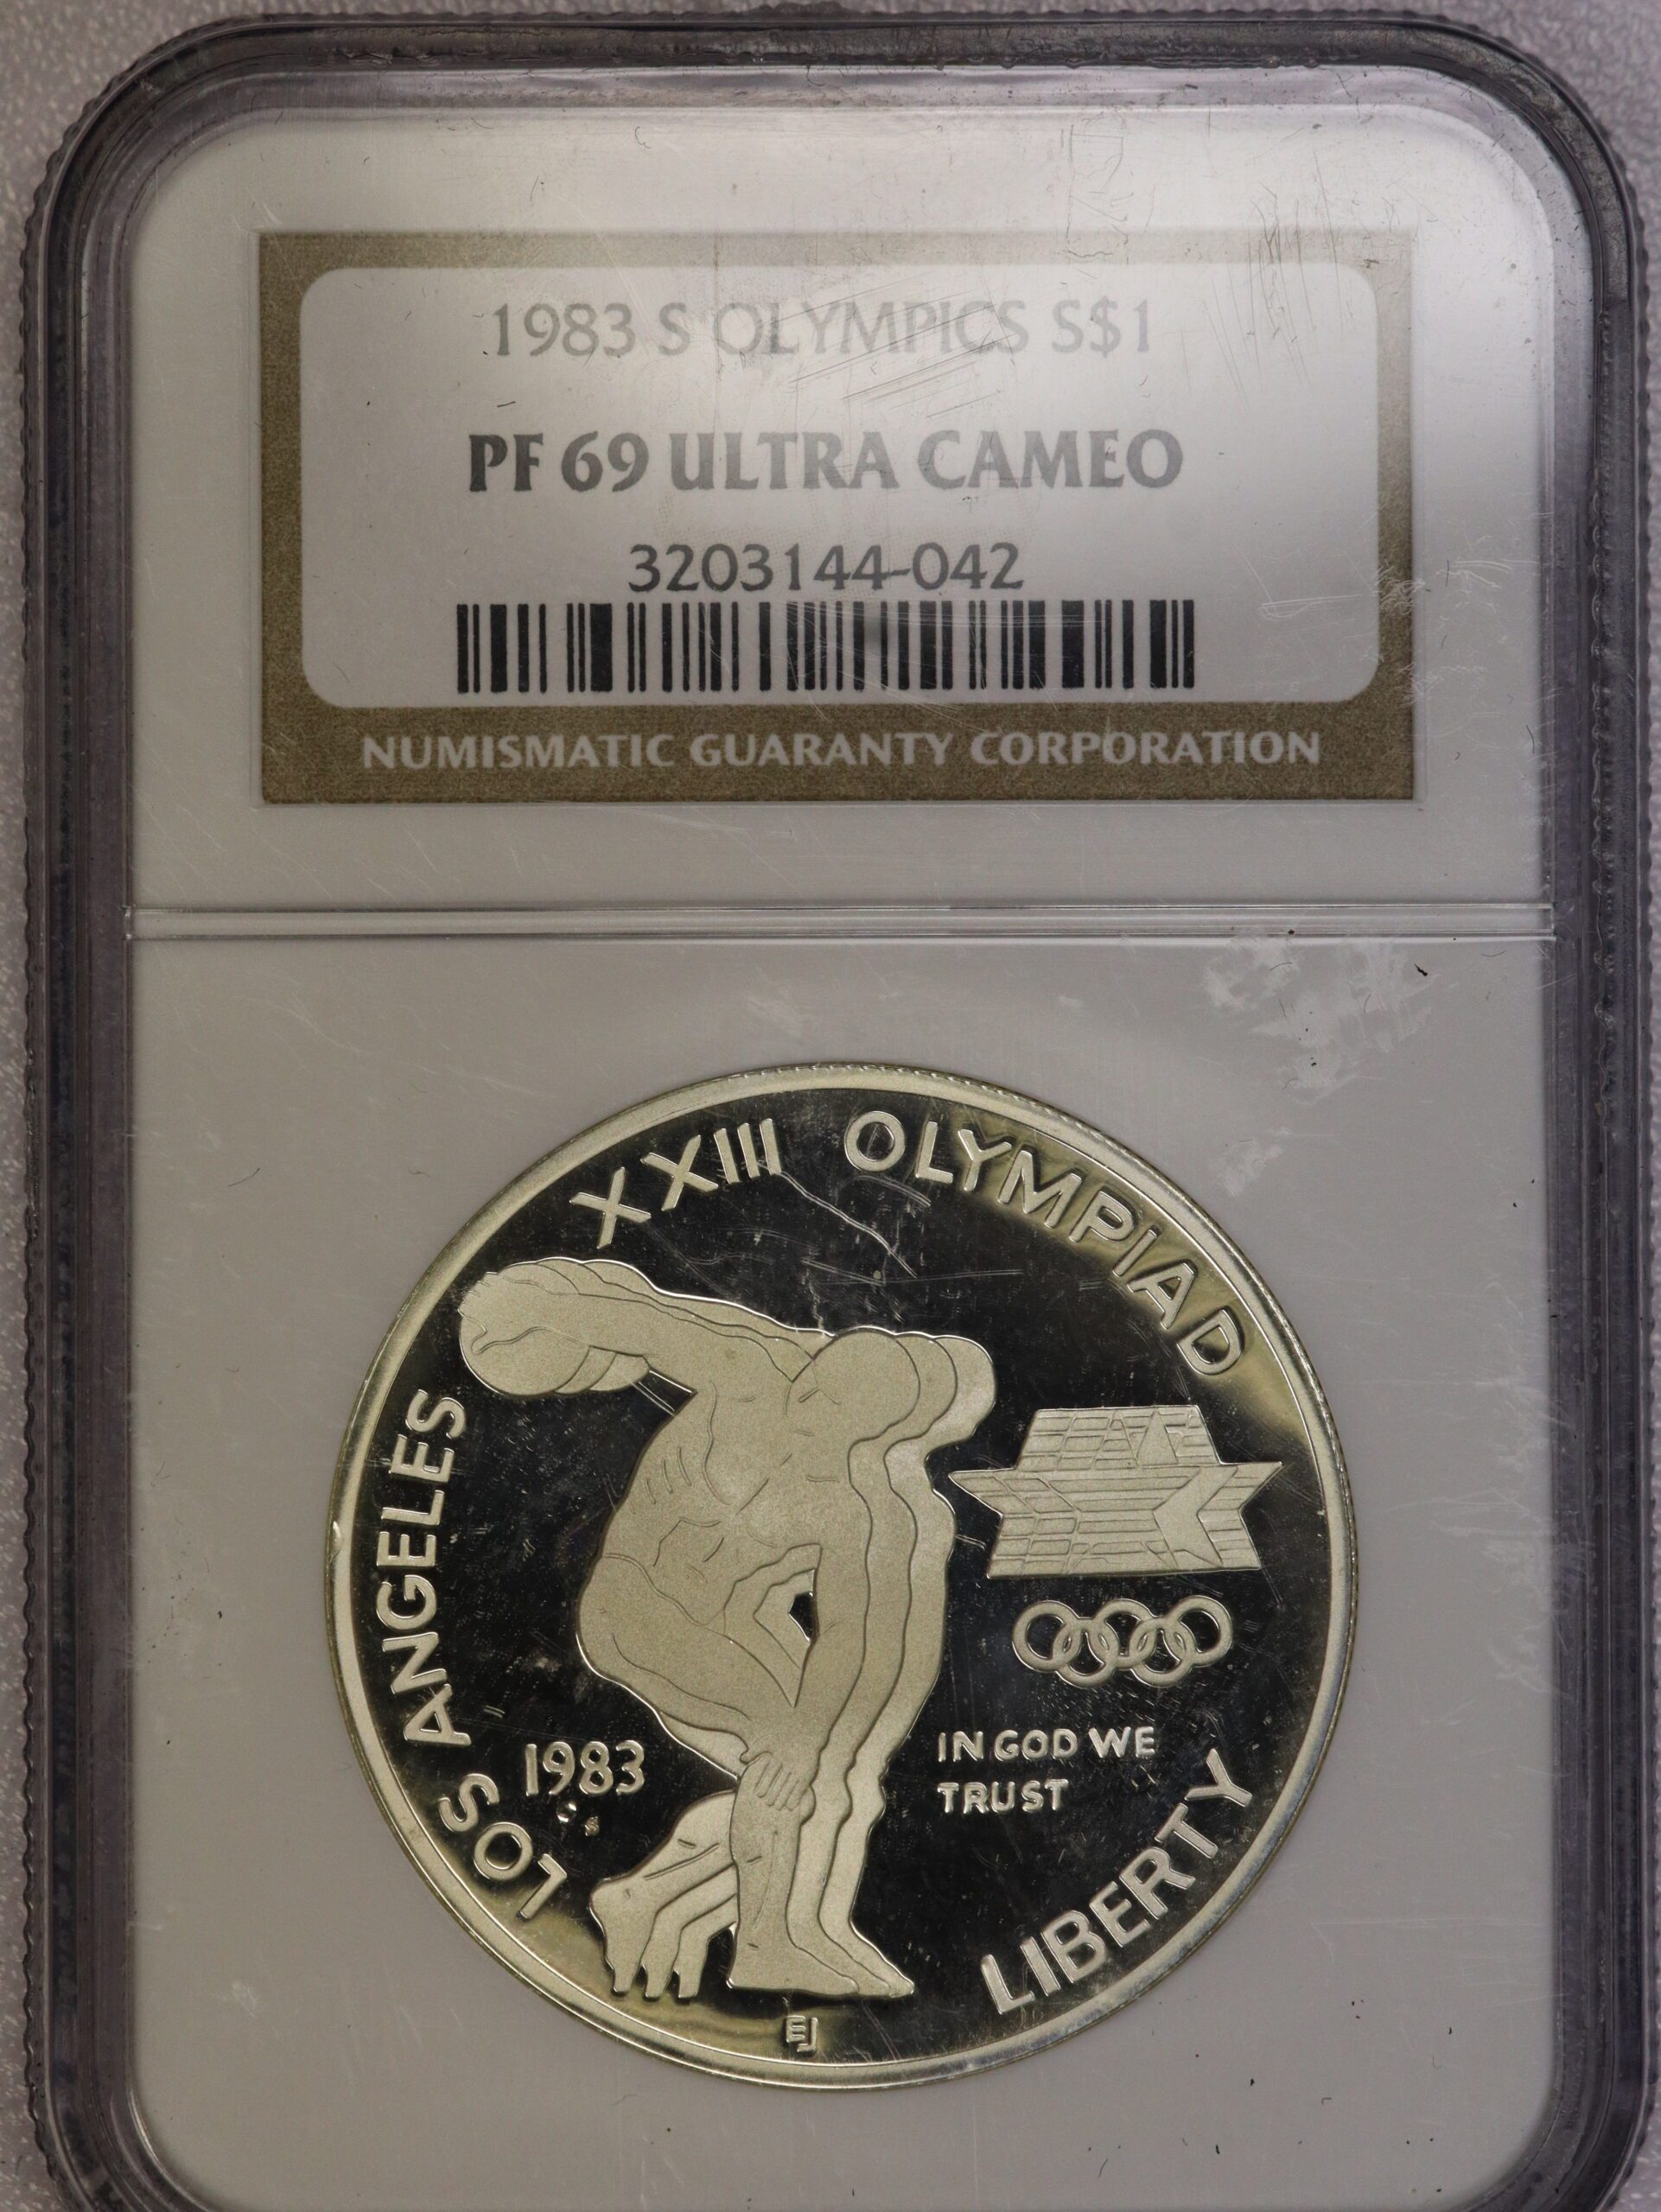 1983 S OLYMPICS S$1
PF 69 ULTRA CAMEO
3203144-042
NUMISMATIC GUARANTY CORPORATION
XXIII OLYMPIAD
LOS ANGELES
1983
S
IN GOD WE
TRUST
LIBERTY
EJ